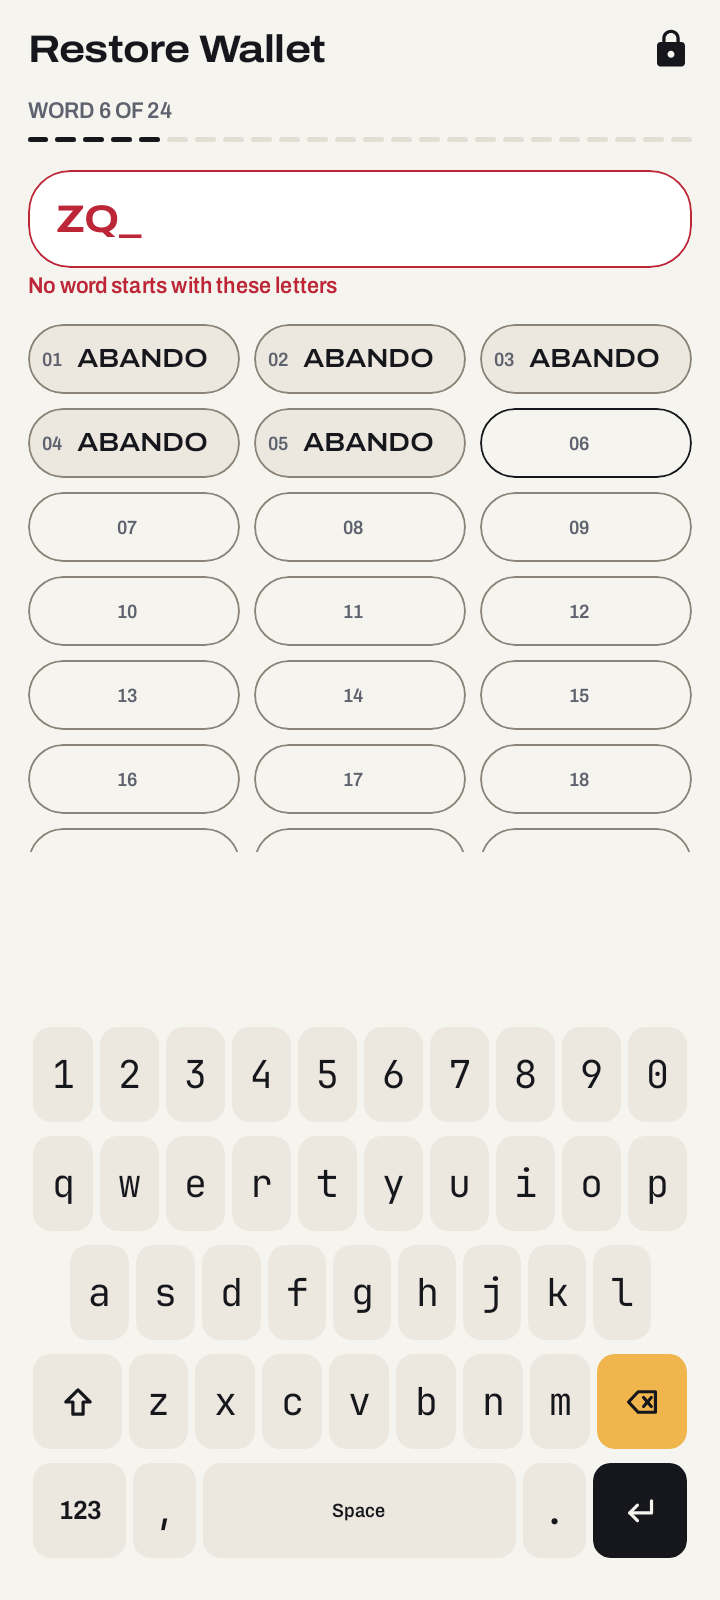 Restore Wallet
WORD 6 OF 24
ZQ_
No word starts with these letters
01 ABANDO 02 ABANDO 03 ABANDO
04 ABANDO 05 ABANDO 06
07 08 09
10 11 12
13 14 15
16 17 18
1 2 3 4 5 6 7 8 9 0
q w e r t y u i o p
a s d f g h j k l
z x c v b n m
123 , Space .